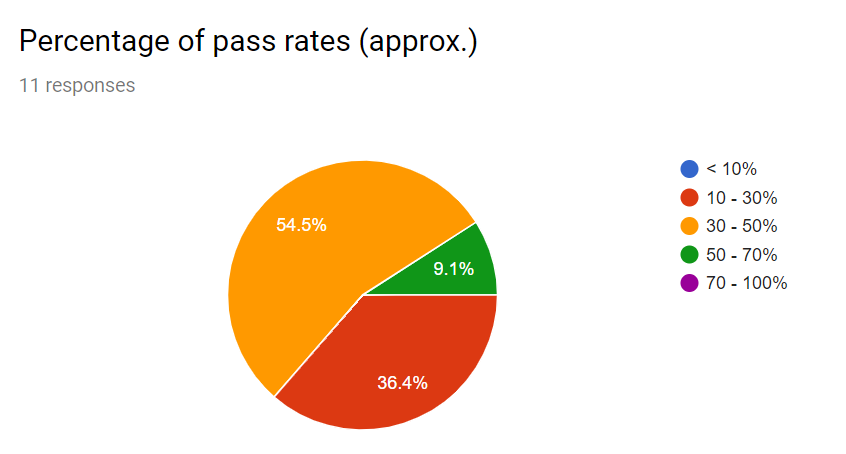 Percentage of pass rates (approx.)
11 responses
54.5%
9.1%
36.4%
< 10%
10 - 30%
30 - 50%
50 - 70%
70 - 100%